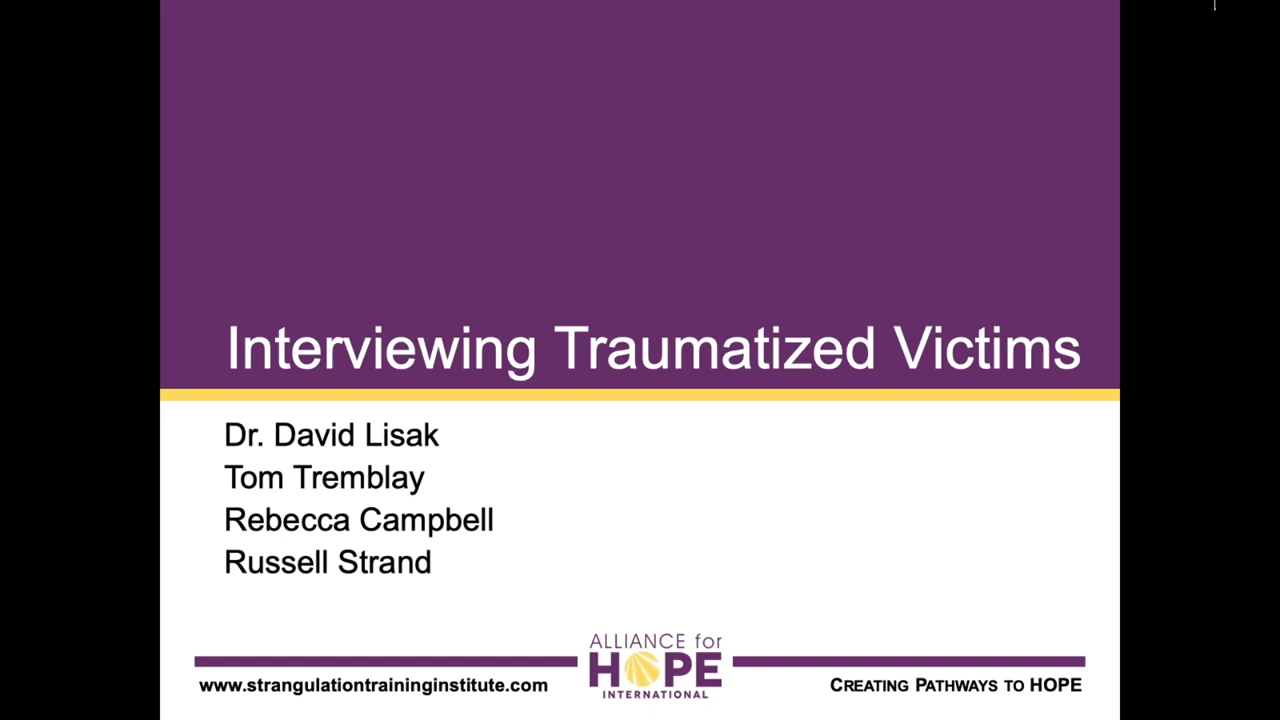 Interviewing Traumatized Victims
Dr. David Lisak
Tom Tremblay
Rebecca Campbell
Russell Strand
ALLIANCE for
HOPE
INTERNATIONAL
www.strangulationtraininginstitute.com
CREATING PATHWAYS TO HOPE